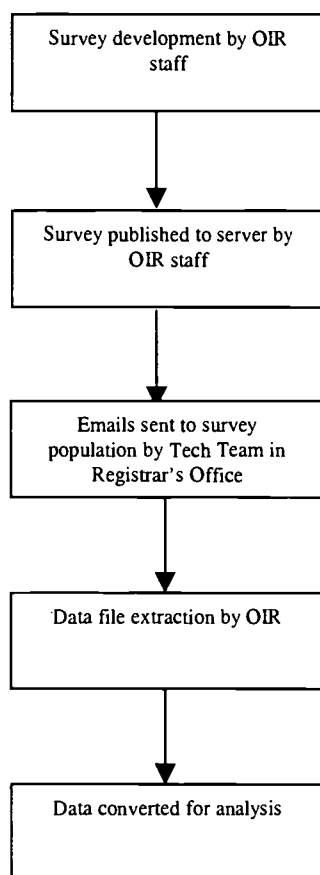 Survey development by OIR
staff
Survey published to server by
OIR staff
Emails sent to survey
population by Tech Team in
Registrar's Office
Data file extraction by OIR
Data converted for analysis